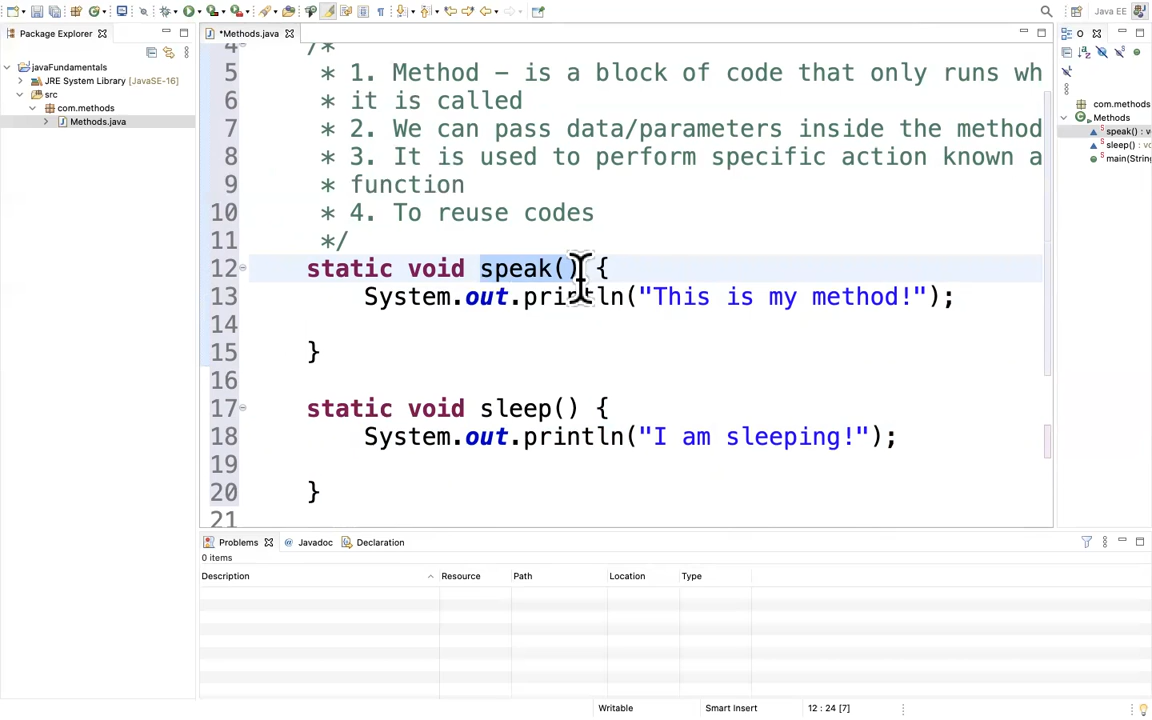 Java EE
Package Explorer
*Methods.java
O
javaFundamentals
JRE System Library [JavaSE-16]
src
com.methods
Methods.java
4 /*
5 * 1. Method – is a block of code that only runs wh
6 * it is called
7 * 2. We can pass data/parameters inside the method
8 * 3. It is used to perform specific action known a
9 * function
10 * 4. To reuse codes
11 */
12 static void speak() {
13 System.out.println("This is my method!");
14
15 }
16
17 static void sleep() {
18 System.out.println("I am sleeping!");
19
20 }
21
com.methods
Methods
speak() : v
sleep() : vo
main(String
Problems Javadoc Declaration
0 items
Description Resource Path Location Type
Writable Smart Insert 12 : 24 [7]